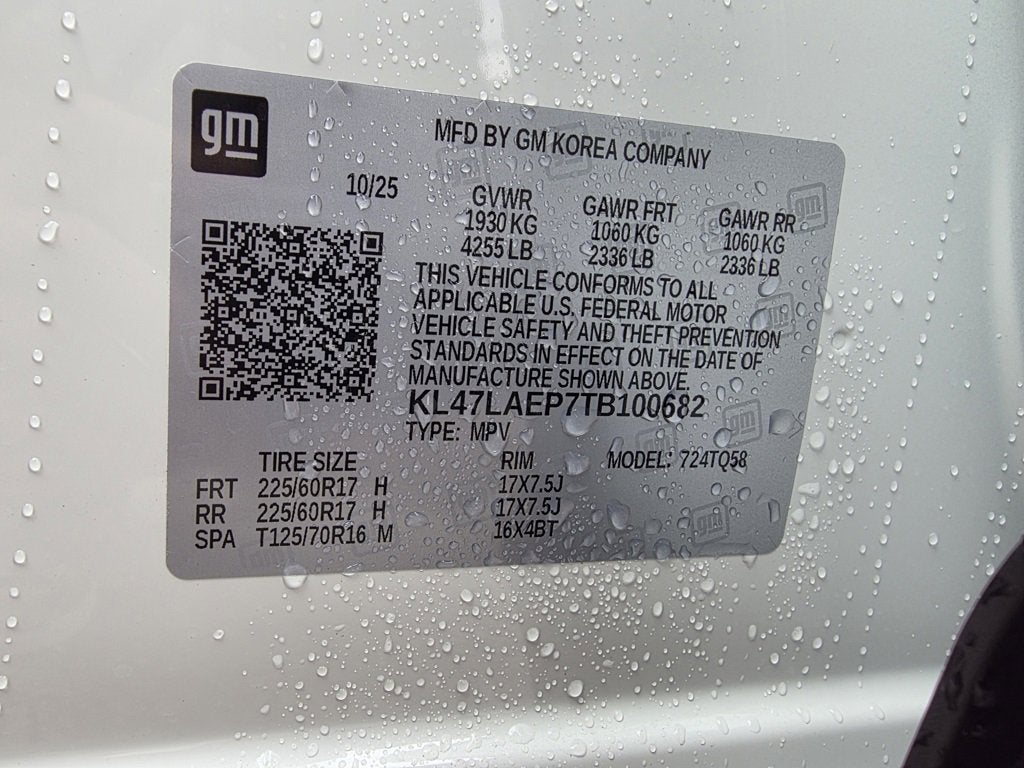 gm
MFD BY GM KOREA COMPANY
10/25
GVWR GAWR FRT GAWR RR
1930 KG 1060 KG 1060 KG
4255 LB 2336 LB 2336 LB
THIS VEHICLE CONFORMS TO ALL
APPLICABLE U.S. FEDERAL MOTOR
VEHICLE SAFETY AND THEFT PREVENTION
STANDARDS IN EFFECT ON THE DATE OF
MANUFACTURE SHOWN ABOVE.
KL47LAEP7TB100682
TYPE: MPV
TIRE SIZE RIM MODEL: 724TQ58
FRT 225/60R17 H 17X7.5J
RR 225/60R17 H 17X7.5J
SPA T125/70R16 M 16X4BT